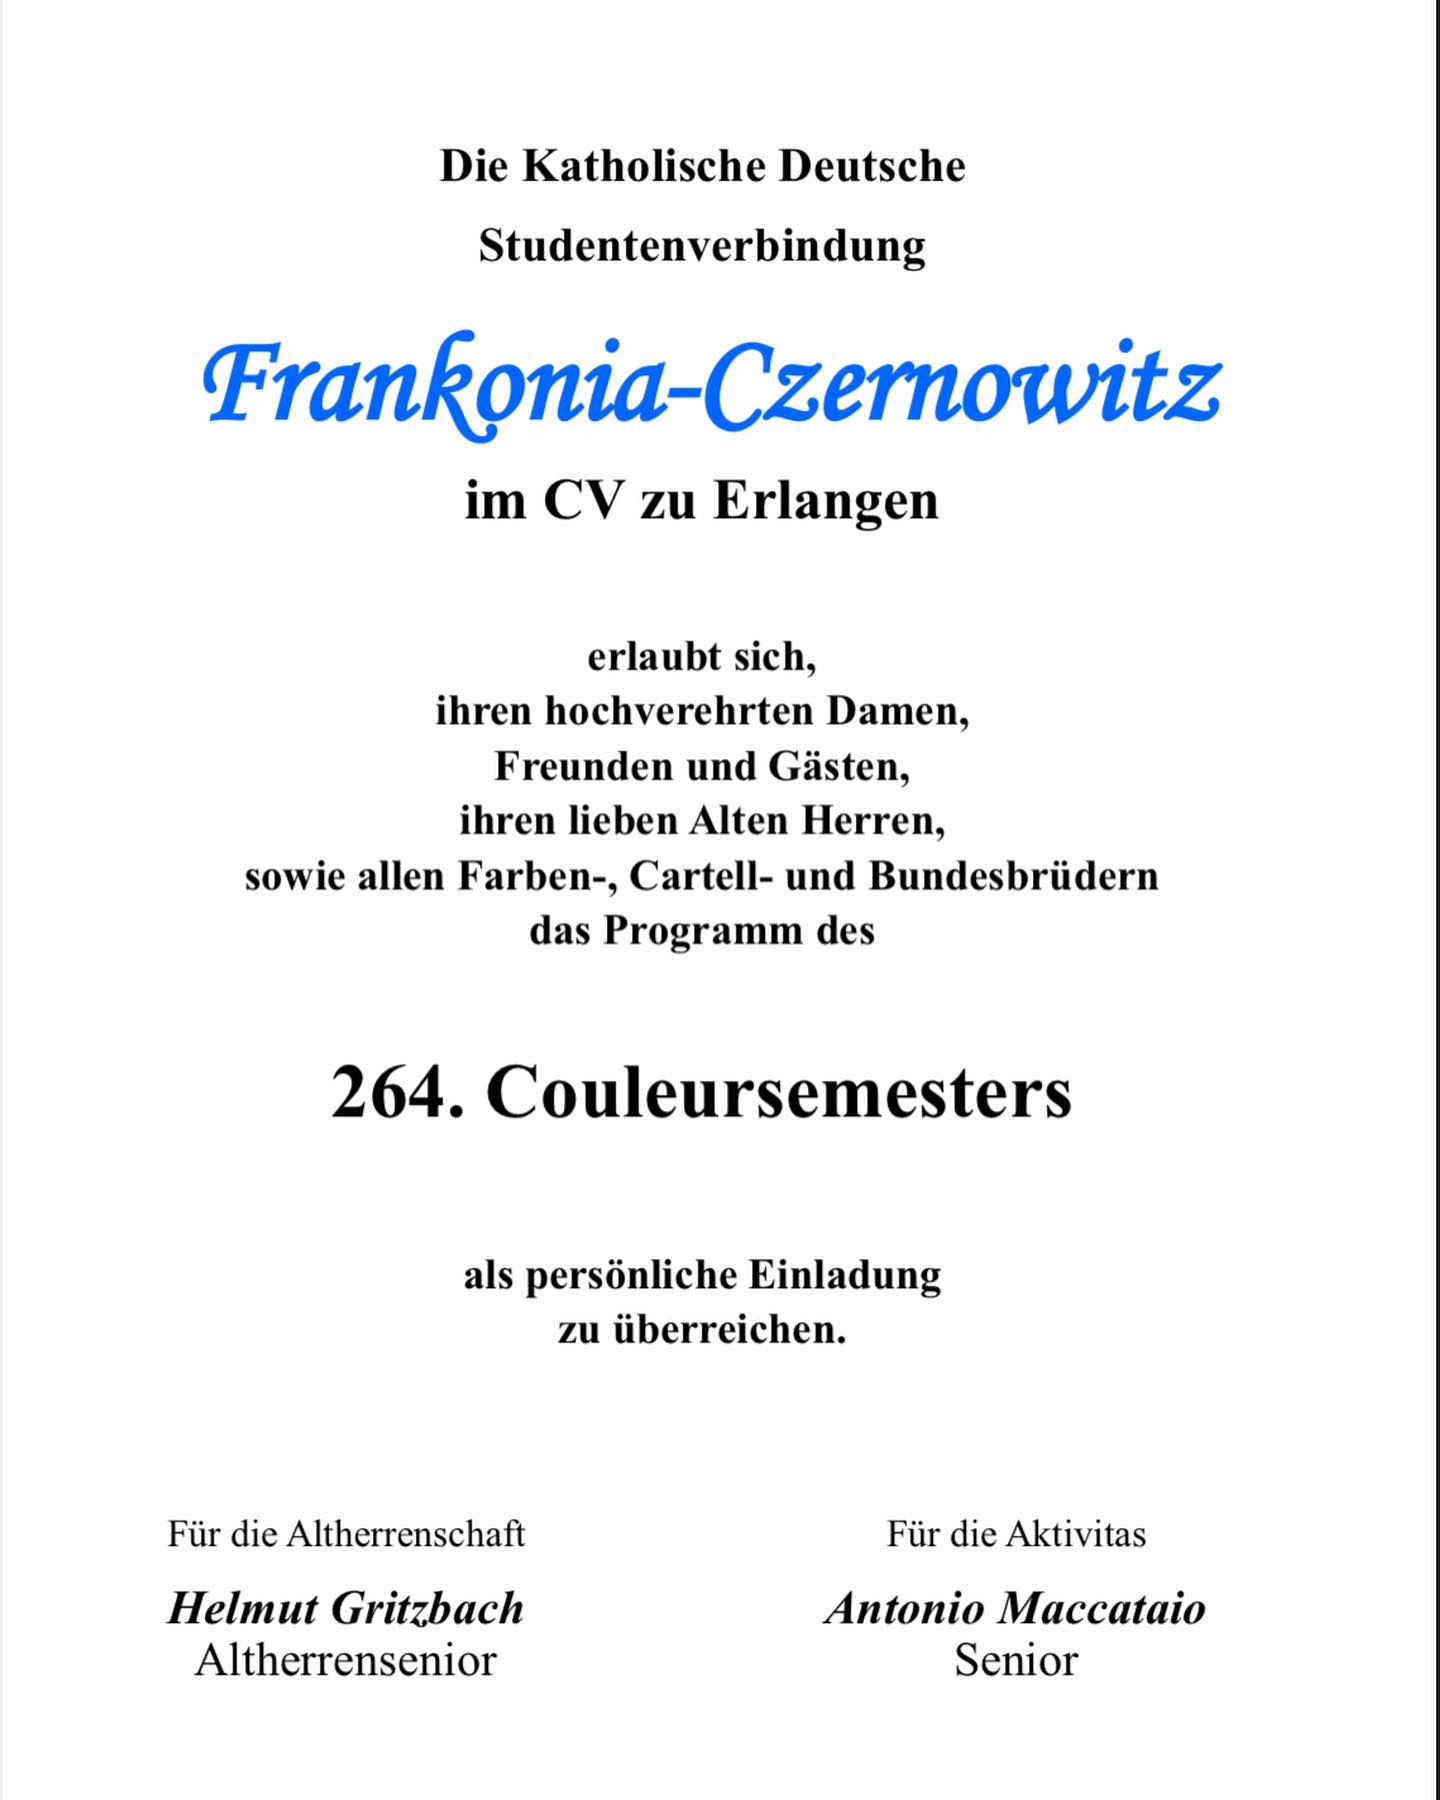 Die Katholische Deutsche
Studentenverbindung
Frankonia-Czernowitz
im CV zu Erlangen
erlaubt sich,
ihren hochverehrten Damen,
Freunden und Gästen,
ihren lieben Alten Herren,
sowie allen Farben-, Cartell- und Bundesbrüdern
das Programm des
264. Couleursemesters
als persönliche Einladung
zu überreichen.
Für die Altherrenschaft
Helmut Gritzbach
Altherrensenior
Für die Aktivitas
Antonio Maccataio
Senior